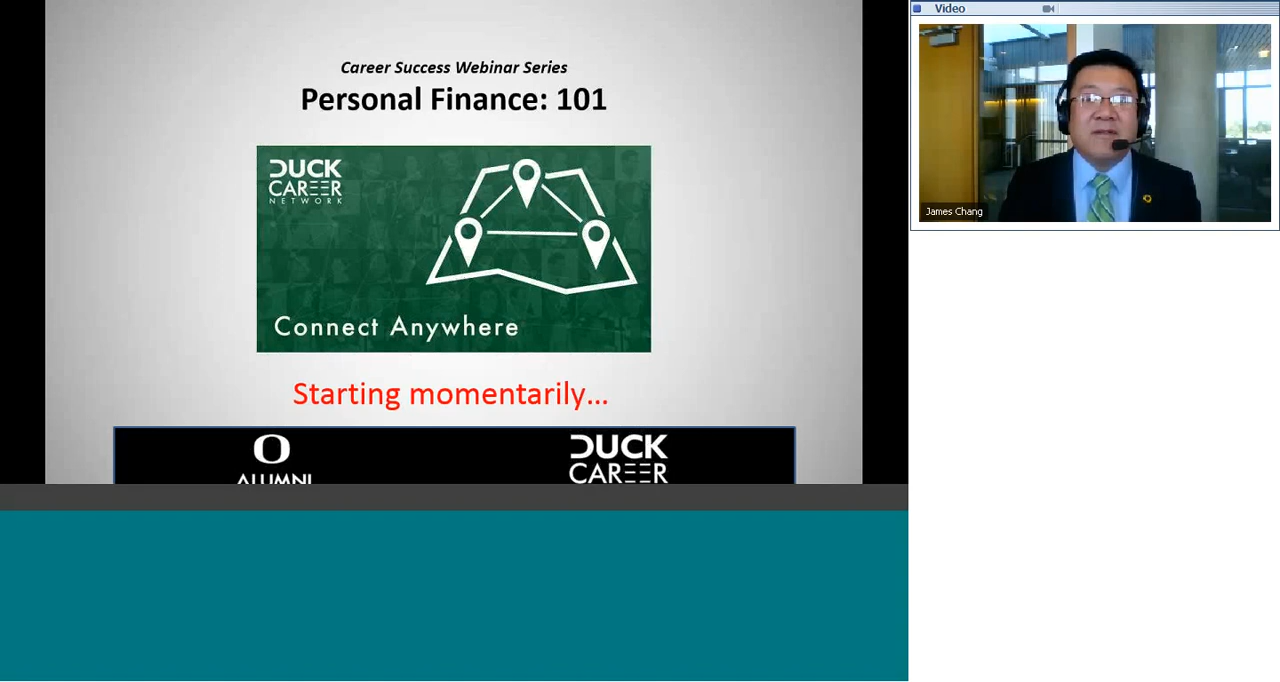 Career Success Webinar Series
Personal Finance: 101
DUCK
CAREER
NETWORK
Connect Anywhere
Starting momentarily...
O
ALUMNI
DUCK
CAREER
Video
James Chang